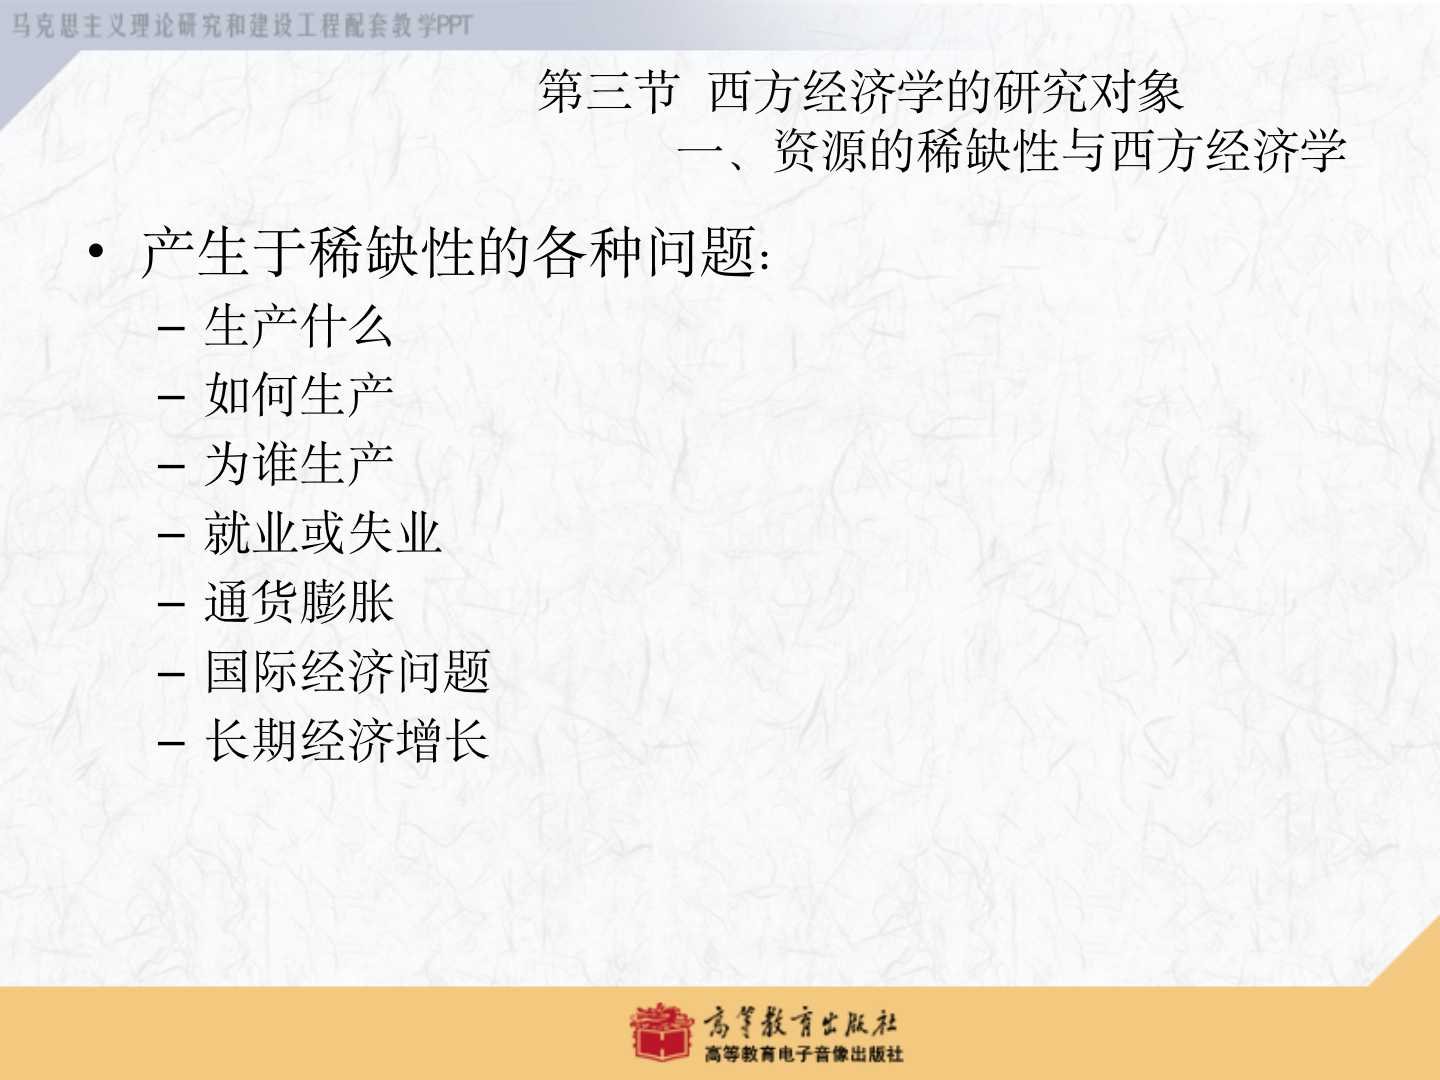 马克思主义理论研究和建设工程配套教学PPT
第三节 西方经济学的研究对象
一、资源的稀缺性与西方经济学
• 产生于稀缺性的各种问题：
– 生产什么
– 如何生产
– 为谁生产
– 就业或失业
– 通货膨胀
– 国际经济问题
– 长期经济增长
高等教育出版社
高等教育电子音像出版社